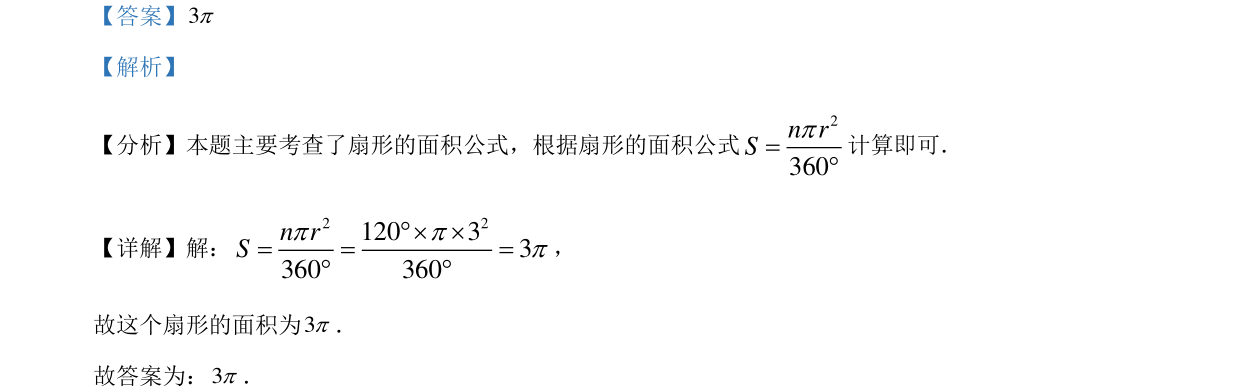 【答案】3π
【解析】
【分析】本题主要考查了扇形的面积公式，根据扇形的面积公式 S = nπr²/360° 计算即可．
【详解】解：S = nπr²/360° = 120°×π×3²/360° = 3π，
故这个扇形的面积为3π．
故答案为：3π．